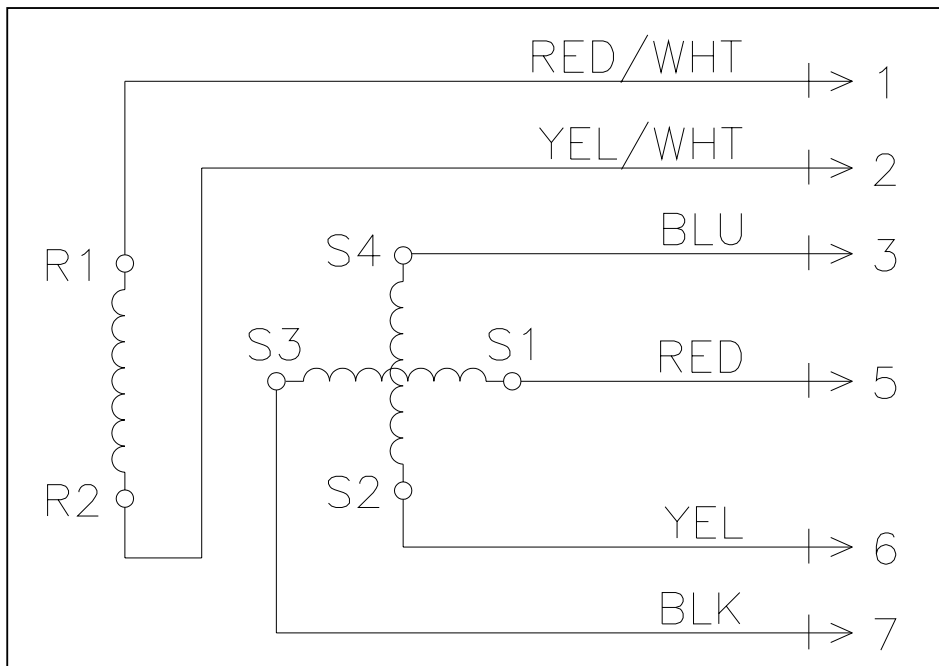 RED/WHT 1
YEL/WHT 2
BLU 3
R1
S4
S3
S1
RED 5
R2
S2
YEL 6
BLK 7